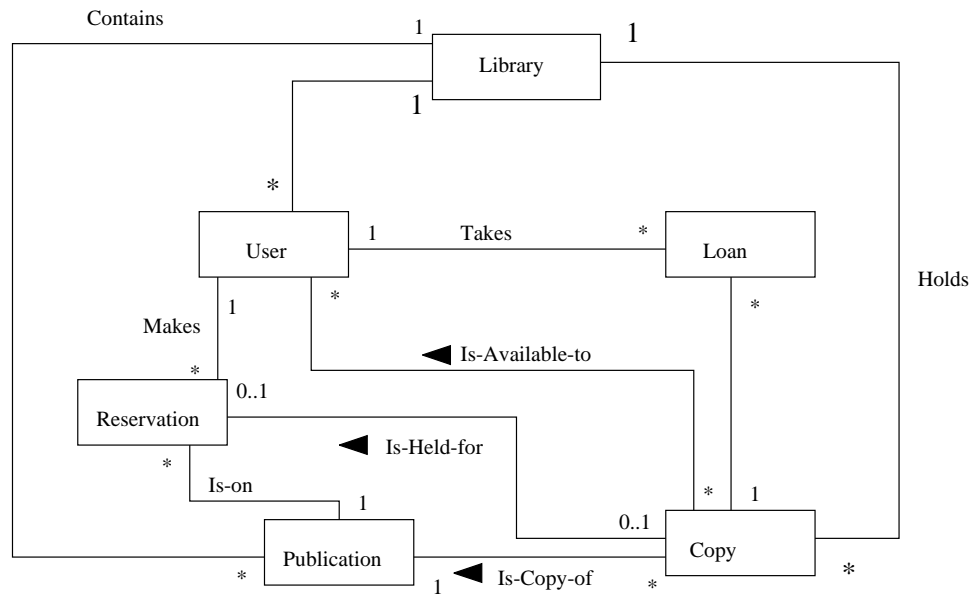 Contains
1
1
Library
1
*
User
1
Takes
*
Loan
Holds
*
1
*
Makes
Is-Available-to
*
0..1
Reservation
Is-Held-for
*
Is-on
1
*
1
0..1
Copy
Publication
*
1
Is-Copy-of
*
*